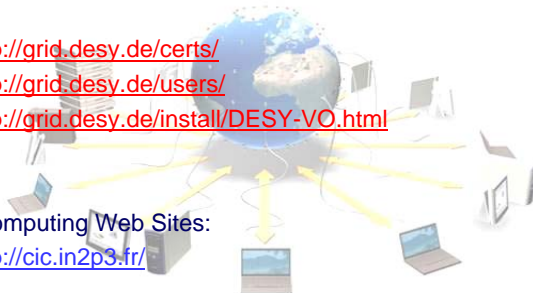 ://grid.desy.de/certs/
://grid.desy.de/users/
://grid.desy.de/install/DESY-VO.html
omputing Web Sites:
://cic.in2p3.fr/